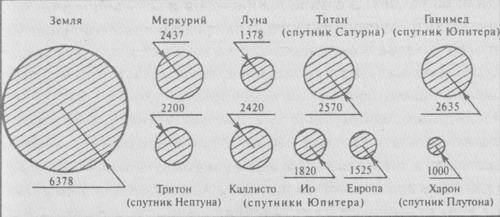 Земля
Меркурий
2437
Луна
1378
Титан
(спутник Сатурна)
Ганимед
(спутник Юпитера)
2200
2420
2570
2635
6378
1820
1525
1000
Тритон
(спутник Нептуна)
Каллисто Ио Европа
(спутники Юпитера)
Харон
(спутник Плутона)